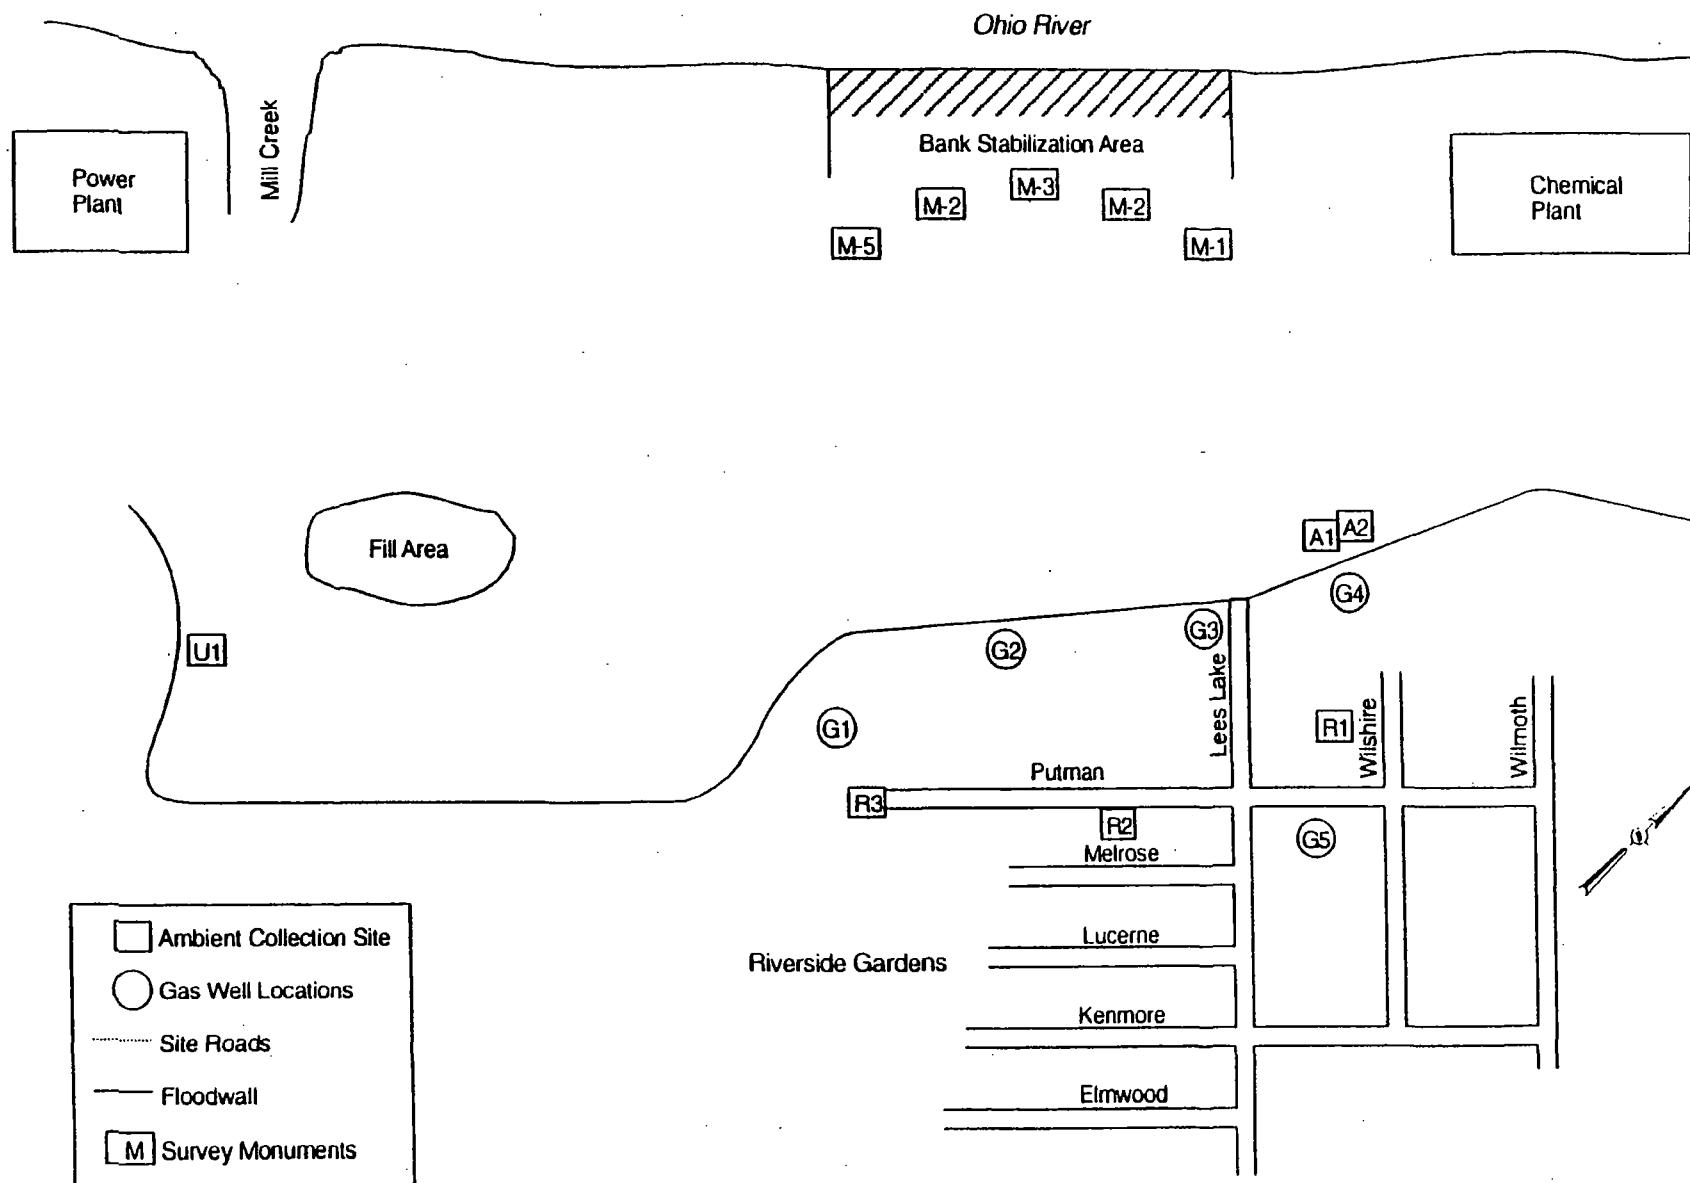 Ohio River
Mill Creek
Power
Plant
Bank Stabilization Area
Chemical
Plant
M-3
M-2
M-2
M-5
M-1
Fill Area
A1
A2
G4
G3
G2
U1
Lees Lake
Wilshire
Wilmoth
G1
R1
Putman
R3
R2
G5
Melrose
Ambient Collection Site
Lucerne
Riverside Gardens
Gas Well Locations
Kenmore
Site Roads
Floodwall
Elmwood
M Survey Monuments